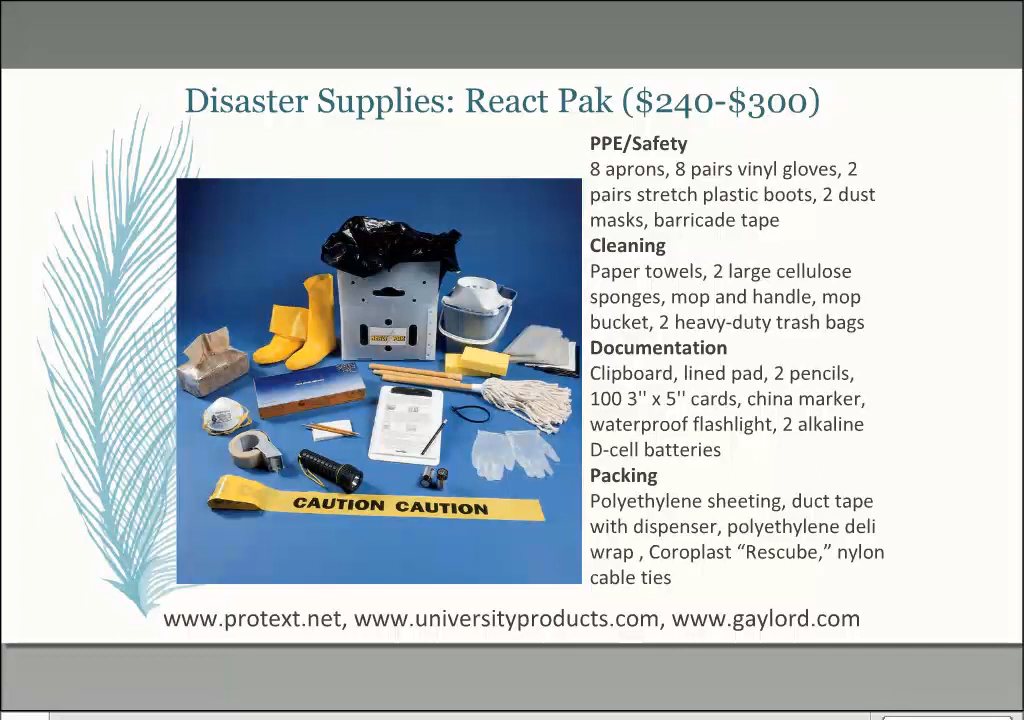 Disaster Supplies: React Pak ($240-$300)
PPE/Safety
8 aprons, 8 pairs vinyl gloves, 2
pairs stretch plastic boots, 2 dust
masks, barricade tape
Cleaning
Paper towels, 2 large cellulose
sponges, mop and handle, mop
bucket, 2 heavy-duty trash bags
Documentation
Clipboard, lined pad, 2 pencils,
100 3'' x 5'' cards, china marker,
waterproof flashlight, 2 alkaline
D-cell batteries
Packing
Polyethylene sheeting, duct tape
with dispenser, polyethylene deli
wrap , Coroplast “Rescube,” nylon
cable ties
CAUTION CAUTION
www.protext.net, www.universityproducts.com, www.gaylord.com